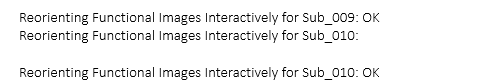 Reorienting Functional Images Interactively for Sub_009: OK
Reorienting Functional Images Interactively for Sub_010:
Reorienting Functional Images Interactively for Sub_010: OK